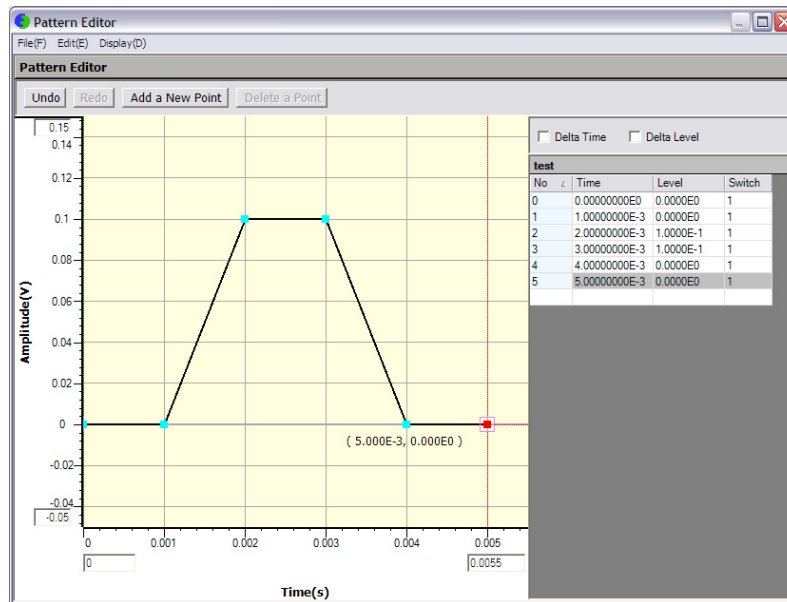 Pattern Editor
File(F) Edit(E) Display(D)
Pattern Editor
Undo Redo Add a New Point Delete a Point
0.15
0.14
0.12
0.1
0.08
0.06
0.04
0.02
0
-0.02
-0.04
-0.05
Amplitude(V)
( 5.000E-3, 0.000E0 )
0 0.001 0.002 0.003 0.004 0.005
0 0.0055
Time(s)
Delta Time Delta Level
test
No Time Level Switch
0 0.00000000E0 0.0000E0 1
1 1.00000000E-3 0.0000E0 1
2 2.00000000E-3 1.0000E-1 1
3 3.00000000E-3 1.0000E-1 1
4 4.00000000E-3 0.0000E0 1
5 5.00000000E-3 0.0000E0 1